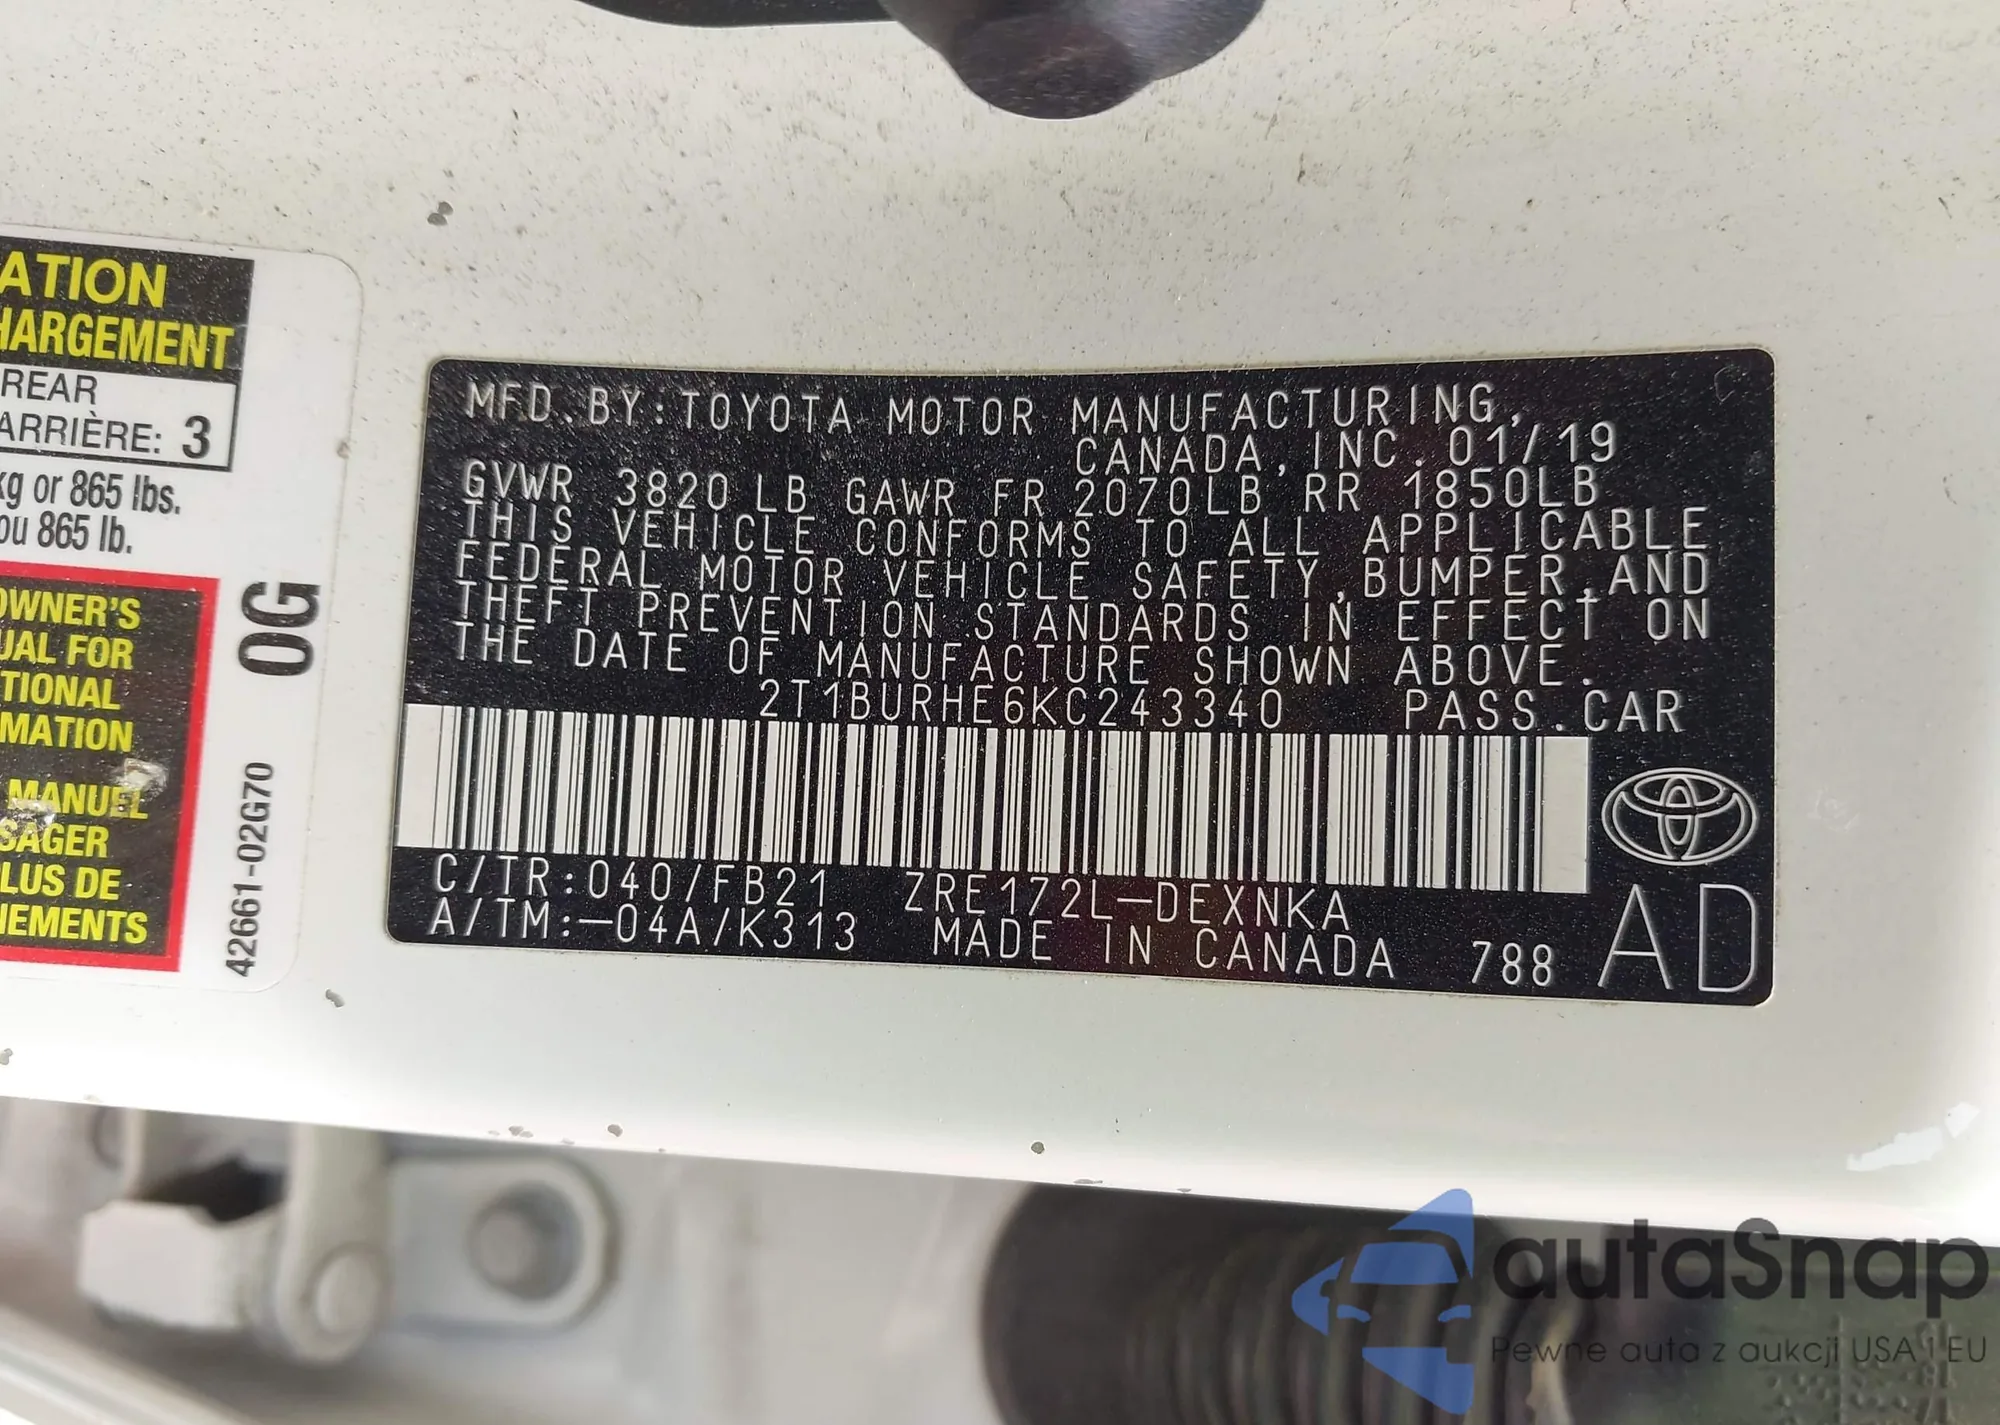 ATION
HARGEMENT
REAR
ARRIÈRE: 3
kg or 865 lbs.
ou 865 lb.
OWNER'S
UAL FOR
TIONAL
MATION
MANUEL
SAGER
LUS DE
NEMENTS
0G
42661-02G70
MFD. BY:TOYOTA MOTOR MANUFACTURING,
CANADA, INC. 01/19
GVWR 3820 LB GAWR FR 2070LB RR 1850LB
THIS VEHICLE CONFORMS TO ALL APPLICABLE
FEDERAL MOTOR VEHICLE SAFETY,BUMPER,AND
THEFT PREVENTION STANDARDS IN EFFECT ON
THE DATE OF MANUFACTURE SHOWN ABOVE.
2T1BURHE6KC243340 PASS.CAR
C/TR:040/FB21 ZRE172L-DEXNKA
A/TM:-04A/K313 MADE IN CANADA 788 AD
autaSnap
Pewne auta z aukcji USA i EU